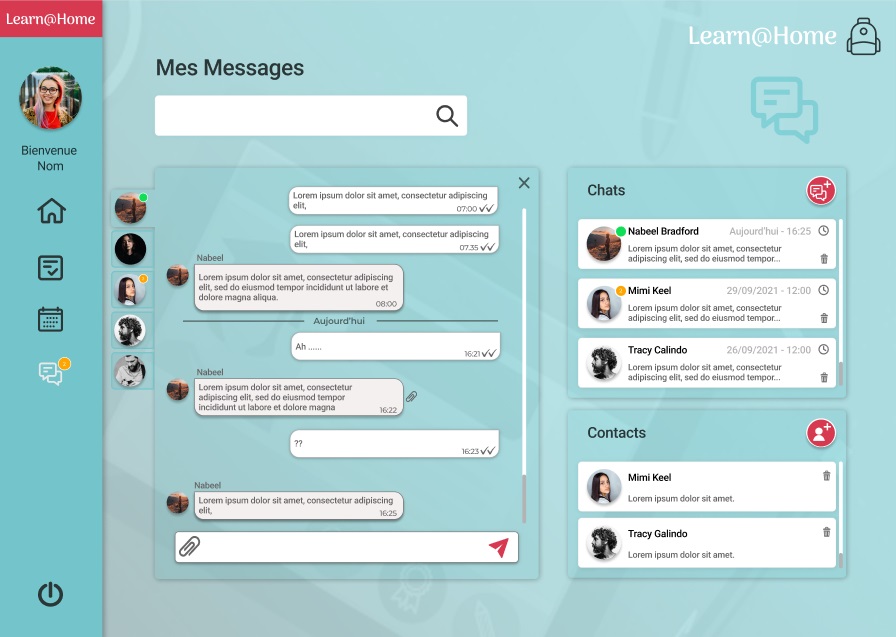 Learn@Home
Learn@Home
Bienvenue
Nom
Mes Messages
Lorem ipsum dolor sit amet, consectetur adipiscing
elit,
07:00
Lorem ipsum dolor sit amet, consectetur adipiscing
elit,
07.35
Nabeel
Lorem ipsum dolor sit amet, consectetur adipiscing
elit, sed do eiusmod tempor incididunt ut labore et
dolore magna aliqua.
08:00
Aujourd'hui
Ah ......
16:21
Nabeel
Lorem ipsum dolor sit amet, consectetur
adipiscing elit, sed do eiusmod tempor
incididunt ut labore et dolore magna
16:22
??
16:23
Nabeel
Lorem ipsum dolor sit amet, consectetur adipiscing
elit,
16:25
Chats
Nabeel Bradford
Aujourd'hui - 16:25
Lorem ipsum dolor sit amet, consectetur
adipiscing elit, sed do eiusmod tempor...
Mimi Keel
29/09/2021 - 12:00
Lorem ipsum dolor sit amet, consectetur
adipiscing elit, sed do eiusmod tempor...
Tracy Calindo
26/09/2021 - 12:00
Lorem ipsum dolor sit amet, consectetur
adipiscing elit, sed do eiusmod tempor...
Contacts
Mimi Keel
Lorem ipsum dolor sit amet.
Tracy Galindo
Lorem ipsum dolor sit amet.